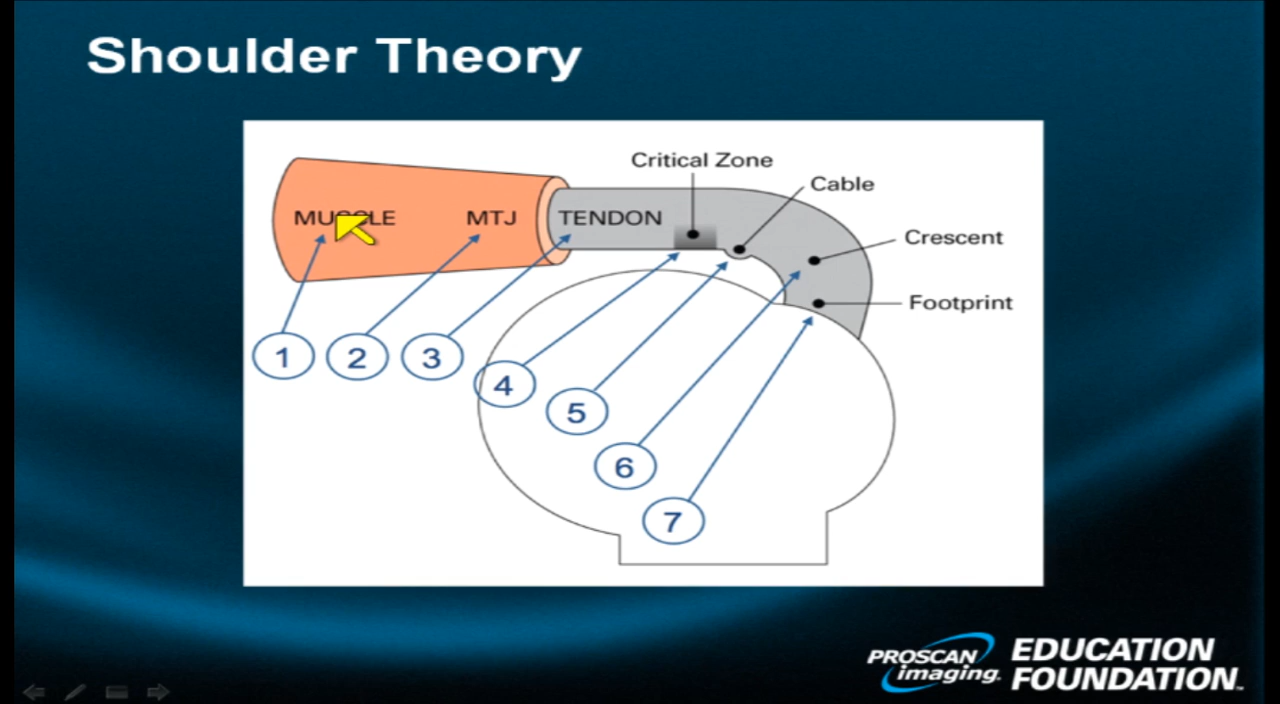 Shoulder Theory
Critical Zone
Cable
MUSCLE MTJ TENDON
Crescent
Footprint
1 2 3
4
5
6
7
PROSCAN
imaging.
EDUCATION
FOUNDATION